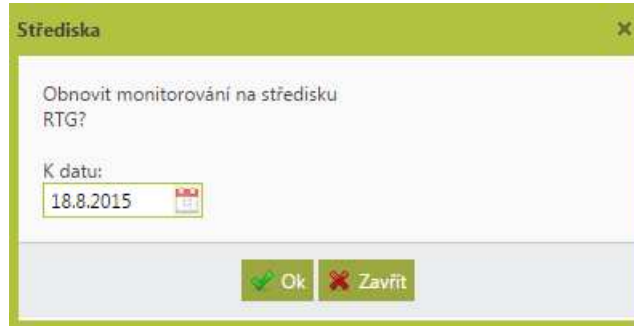 Střediska
Obnovit monitorování na středisku
RTG?
K datu:
18.8.2015
Ok
Zavřít